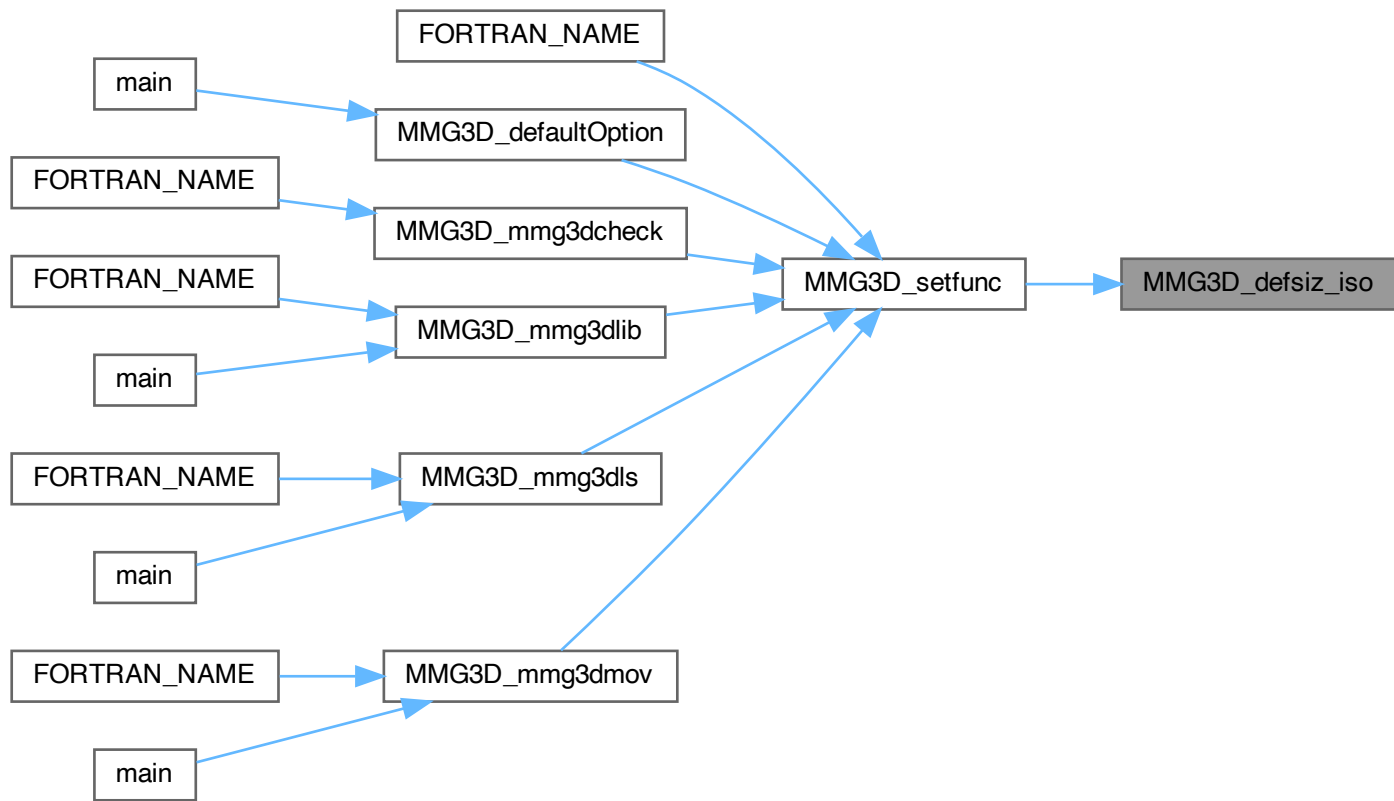 FORTRAN_NAME
main
MMG3D_defaultOption
FORTRAN_NAME
MMG3D_mmg3dcheck
FORTRAN_NAME
MMG3D_setfunc
MMG3D_defsiz_iso
MMG3D_mmg3dlib
main
FORTRAN_NAME
MMG3D_mmg3dls
main
FORTRAN_NAME
MMG3D_mmg3dmov
main